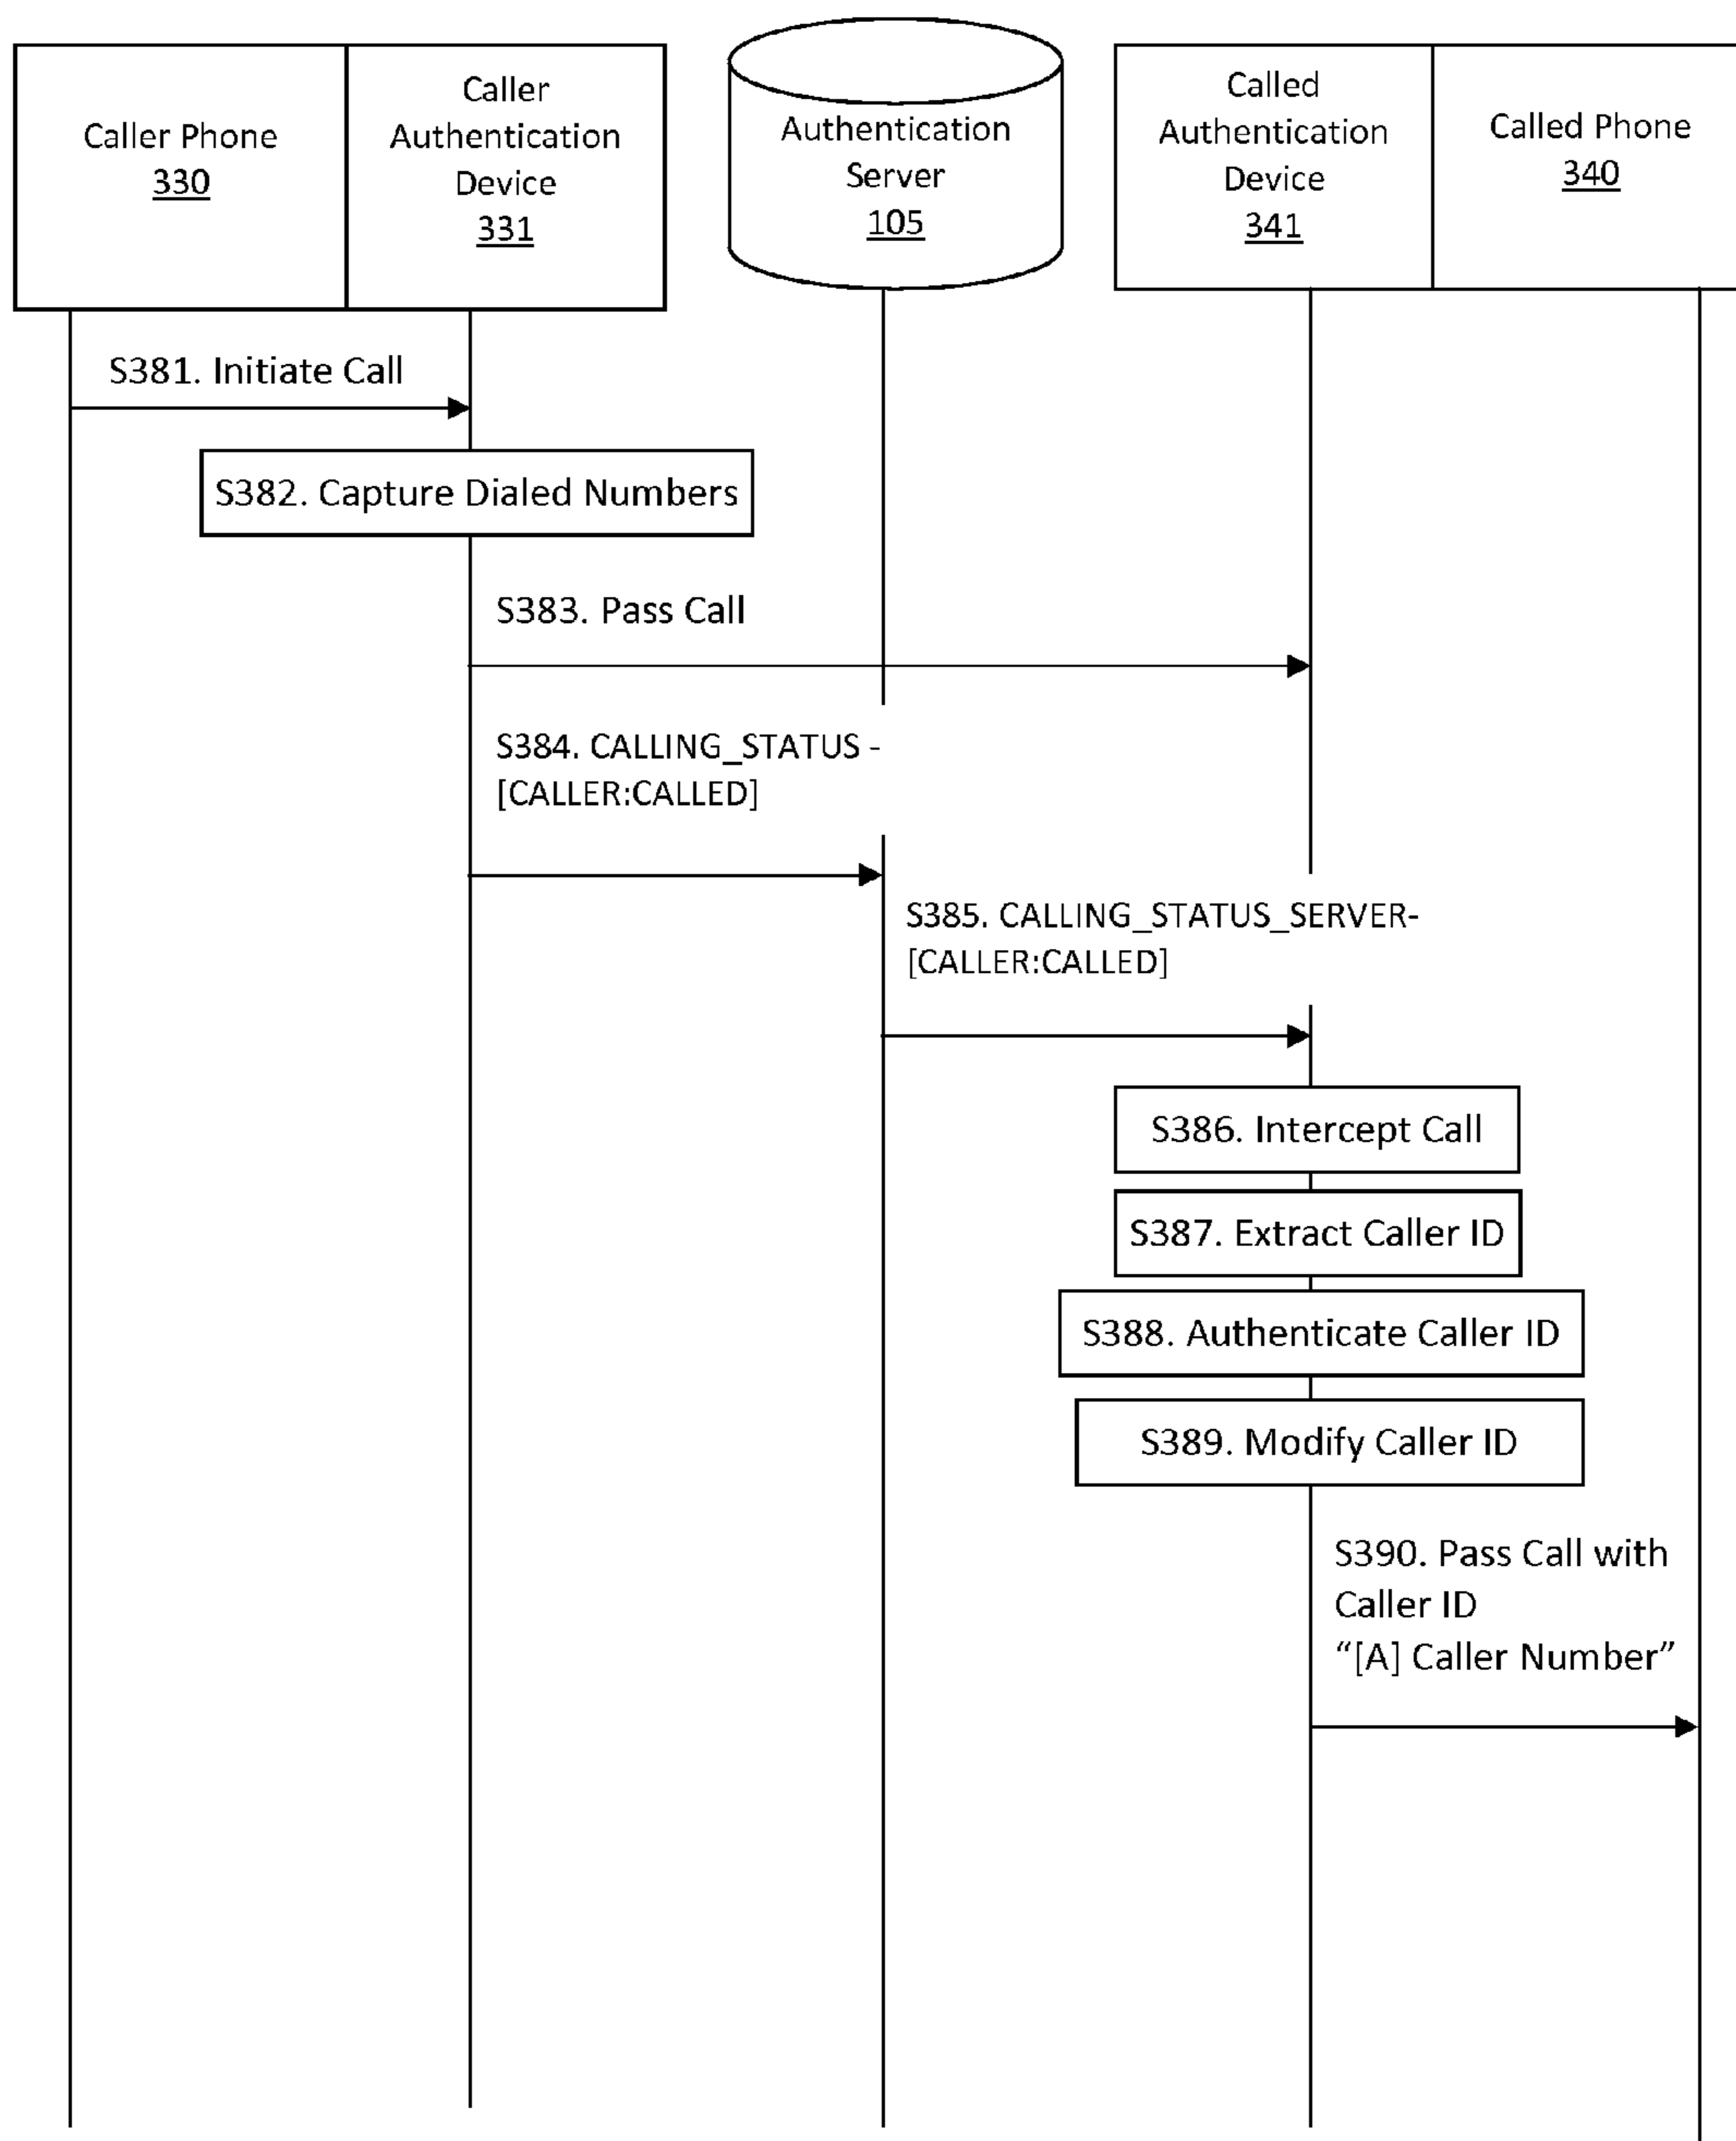 Caller Phone
330
Caller
Authentication
Device
331
Authentication
Server
105
Called
Authentication
Device
341
Called Phone
340
S381. Initiate Call
S382. Capture Dialed Numbers
S383. Pass Call
S384. CALLING_STATUS -
[CALLER:CALLED]
S385. CALLING_STATUS_SERVER-
[CALLER:CALLED]
S386. Intercept Call
S387. Extract Caller ID
S388. Authenticate Caller ID
S389. Modify Caller ID
S390. Pass Call with
Caller ID
“[A] Caller Number”